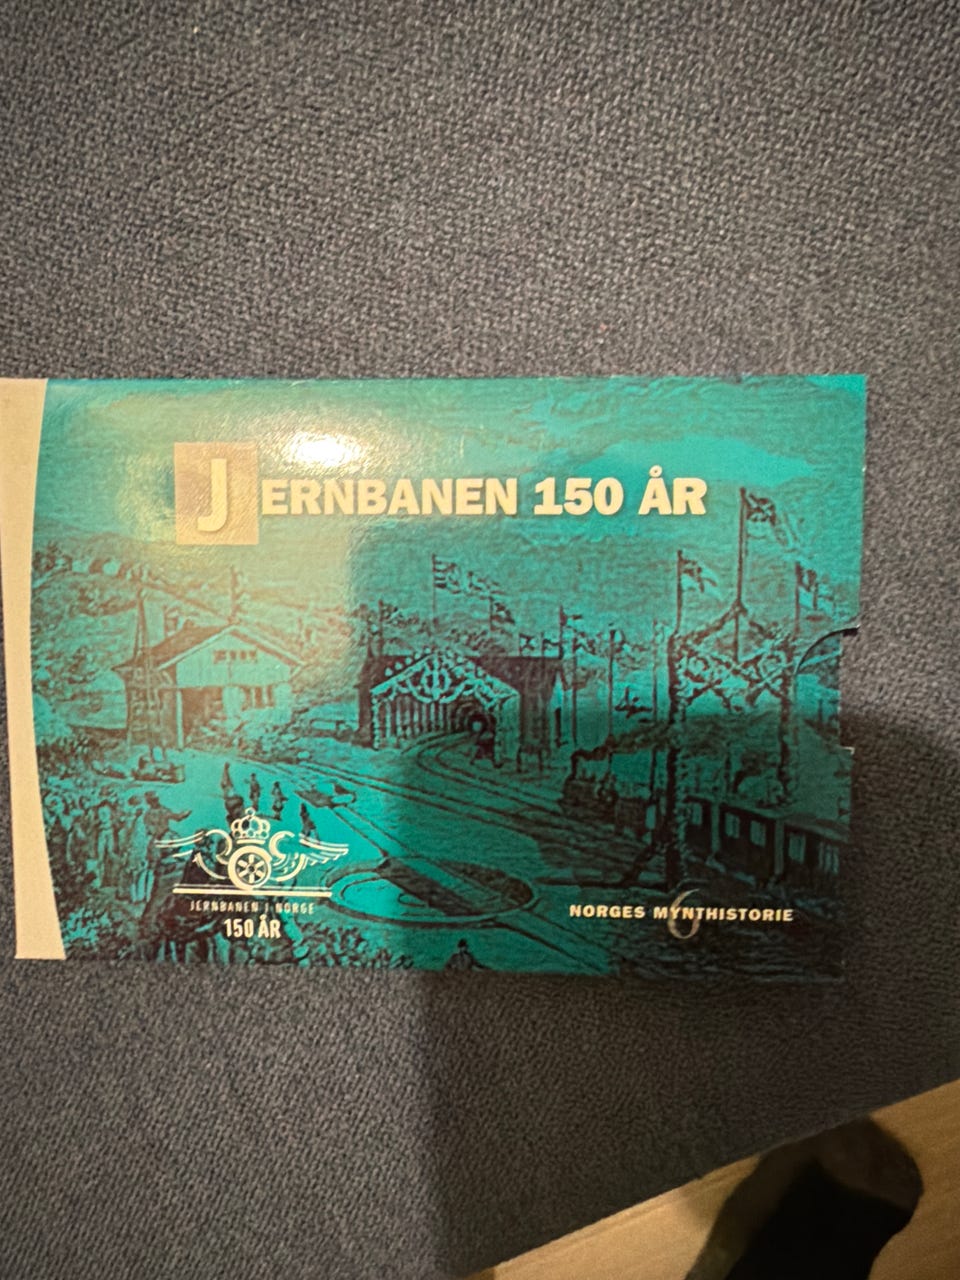 JERNBANEN 150 ÅR
JERNBANEN I NORGE
150 ÅR
6
NORGES MYNTHISTORIE